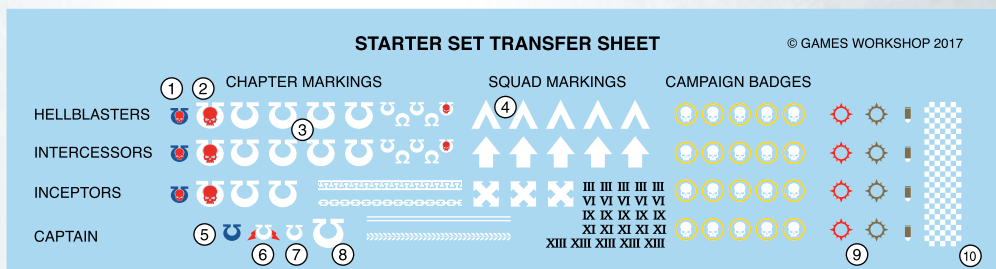 STARTER SET TRANSFER SHEET
© GAMES WORKSHOP 2017
CHAPTER MARKINGS SQUAD MARKINGS CAMPAIGN BADGES
1 2
HELLBLASTERS
3 4
INTERCESSORS
INCEPTORS
III III III III III
VI VI VI VI VI
IX IX IX IX IX
XI XI XI XI XI
XIII XIII XIII XIII XIII
CAPTAIN
5 6 7 8 9 10